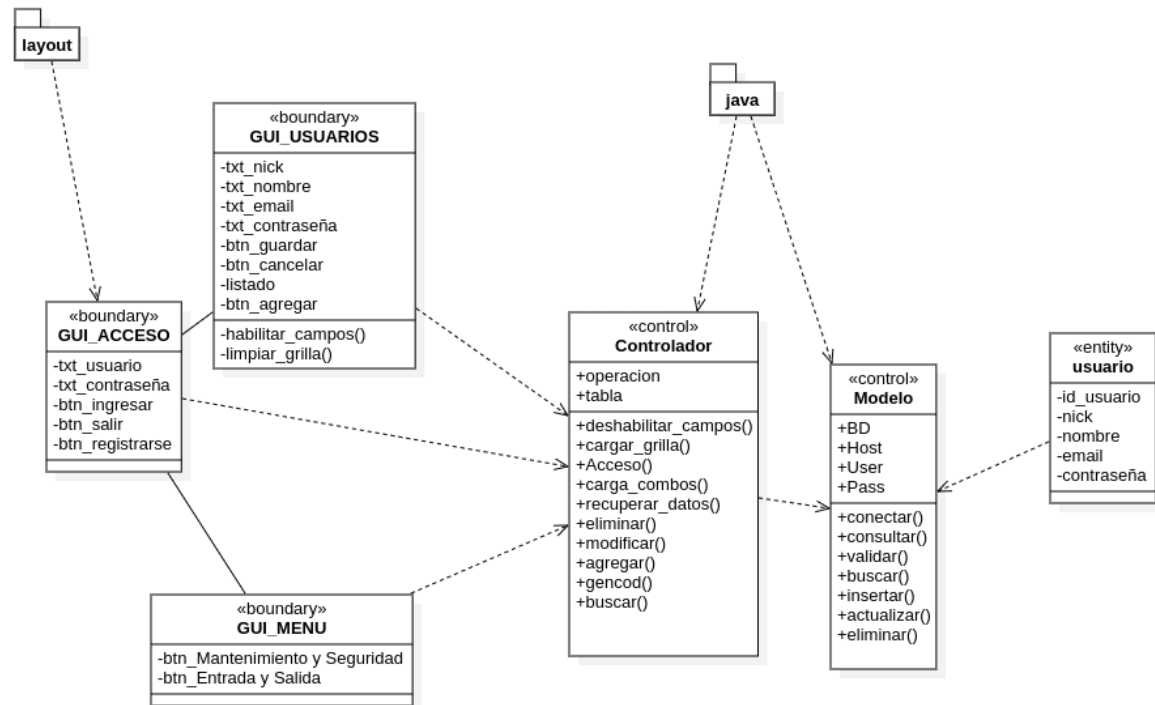 layout
java
«boundary»
GUI_USUARIOS
-txt_nick
-txt_nombre
-txt_email
-txt_contraseña
-btn_guardar
-btn_cancelar
-listado
-btn_agregar
-habilitar_campos()
-limpiar_grilla()
«boundary»
GUI_ACCESO
-txt_usuario
-txt_contraseña
-btn_ingresar
-btn_salir
-btn_registrarse
«boundary»
GUI_MENU
-btn_Mantenimiento y Seguridad
-btn_Entrada y Salida
«control»
Controlador
+operacion
+tabla
+deshabilitar_campos()
+cargar_grilla()
+Acceso()
+carga_combos()
+recuperar_datos()
+eliminar()
+modificar()
+agregar()
+gencod()
+buscar()
«control»
Modelo
+BD
+Host
+User
+Pass
+conectar()
+consultar()
+validar()
+buscar()
+insertar()
+actualizar()
+eliminar()
«entity»
usuario
-id_usuario
-nick
-nombre
-email
-contraseña